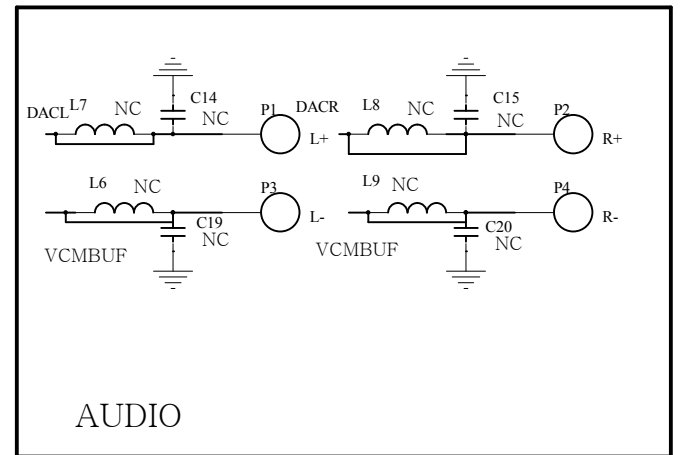 L7 NC C14 P1 DACR L8 C15 P2
DACL NC NC NC
L+ R+
L6 NC P3 L9 NC P4
C19 L- C20 R-
NC NC
VCMBUF VCMBUF
AUDIO